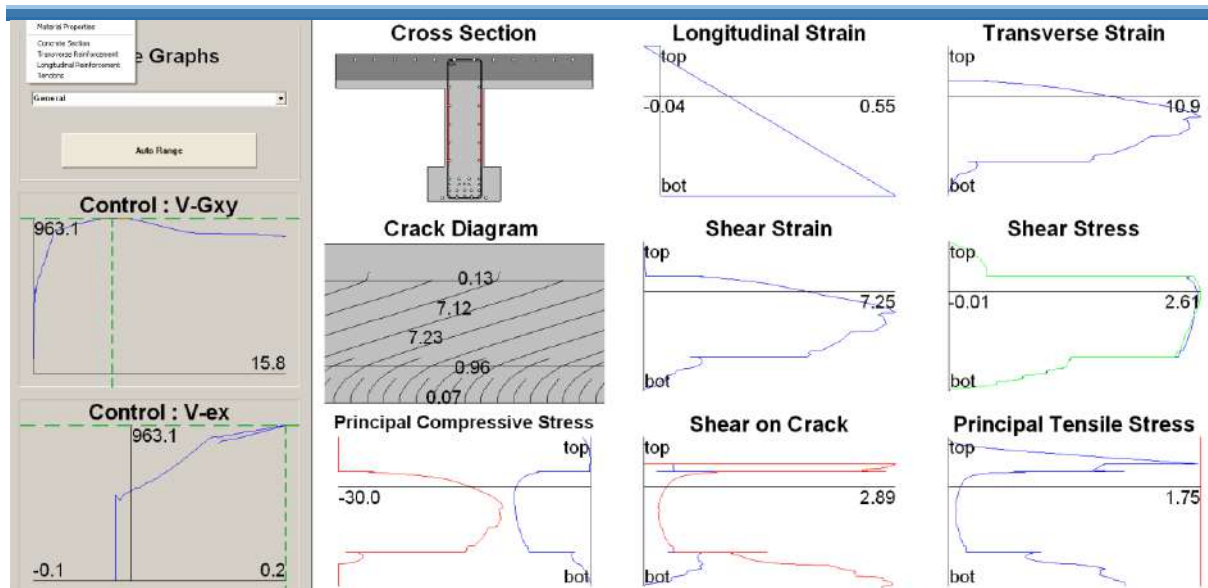 Material Properties
Concrete Section
Transverse Reinforcement
Longitudinal Reinforcement
Tendons
e Graphs
General
Auto Range
Control : V-Gxy
963.1
15.8
Control : V-ex
963.1
-0.1
0.2
Cross Section
Longitudinal Strain
top
-0.04
0.55
bot
Transverse Strain
top
10.9
bot
Crack Diagram
0.13
7.12
7.23
0.96
0.07
Shear Strain
top
7.25
bot
Shear Stress
top
-0.01
2.61
bot
Principal Compressive Stress
top
-30.0
bot
Shear on Crack
top
2.89
bot
Principal Tensile Stress
top
1.75
bot